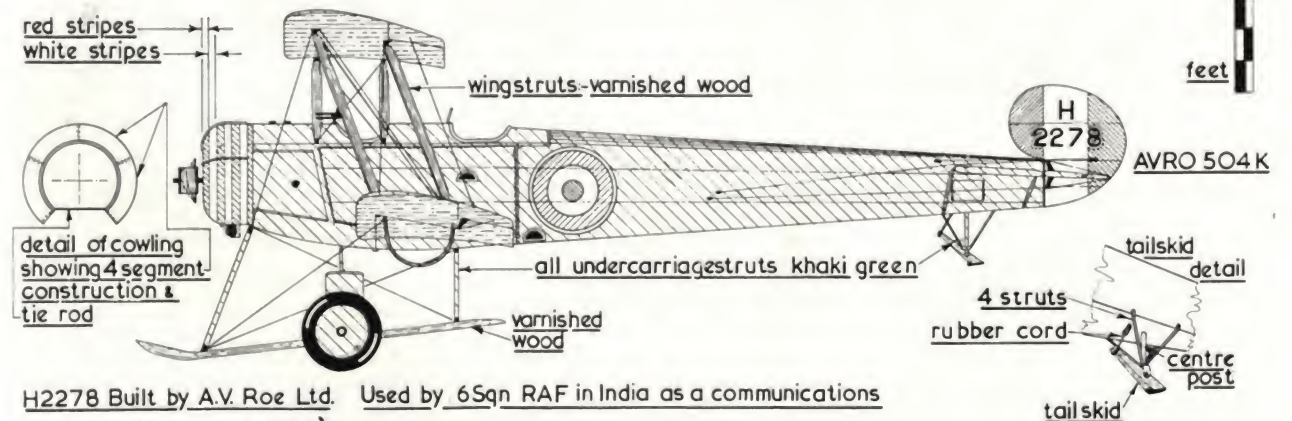 red stripes
white stripes
wingstruts-varnished wood
feet
H
2278
AVRO 504K
detail of cowling
showing 4 segment
construction &
tie rod
all undercarriagestruts khaki green
varnished
wood
tailskid
detail
4 struts
rubber cord
centre
post
tailskid
H2278 Built by A.V. Roe Ltd. Used by 6Sqn RAF in India as a communications